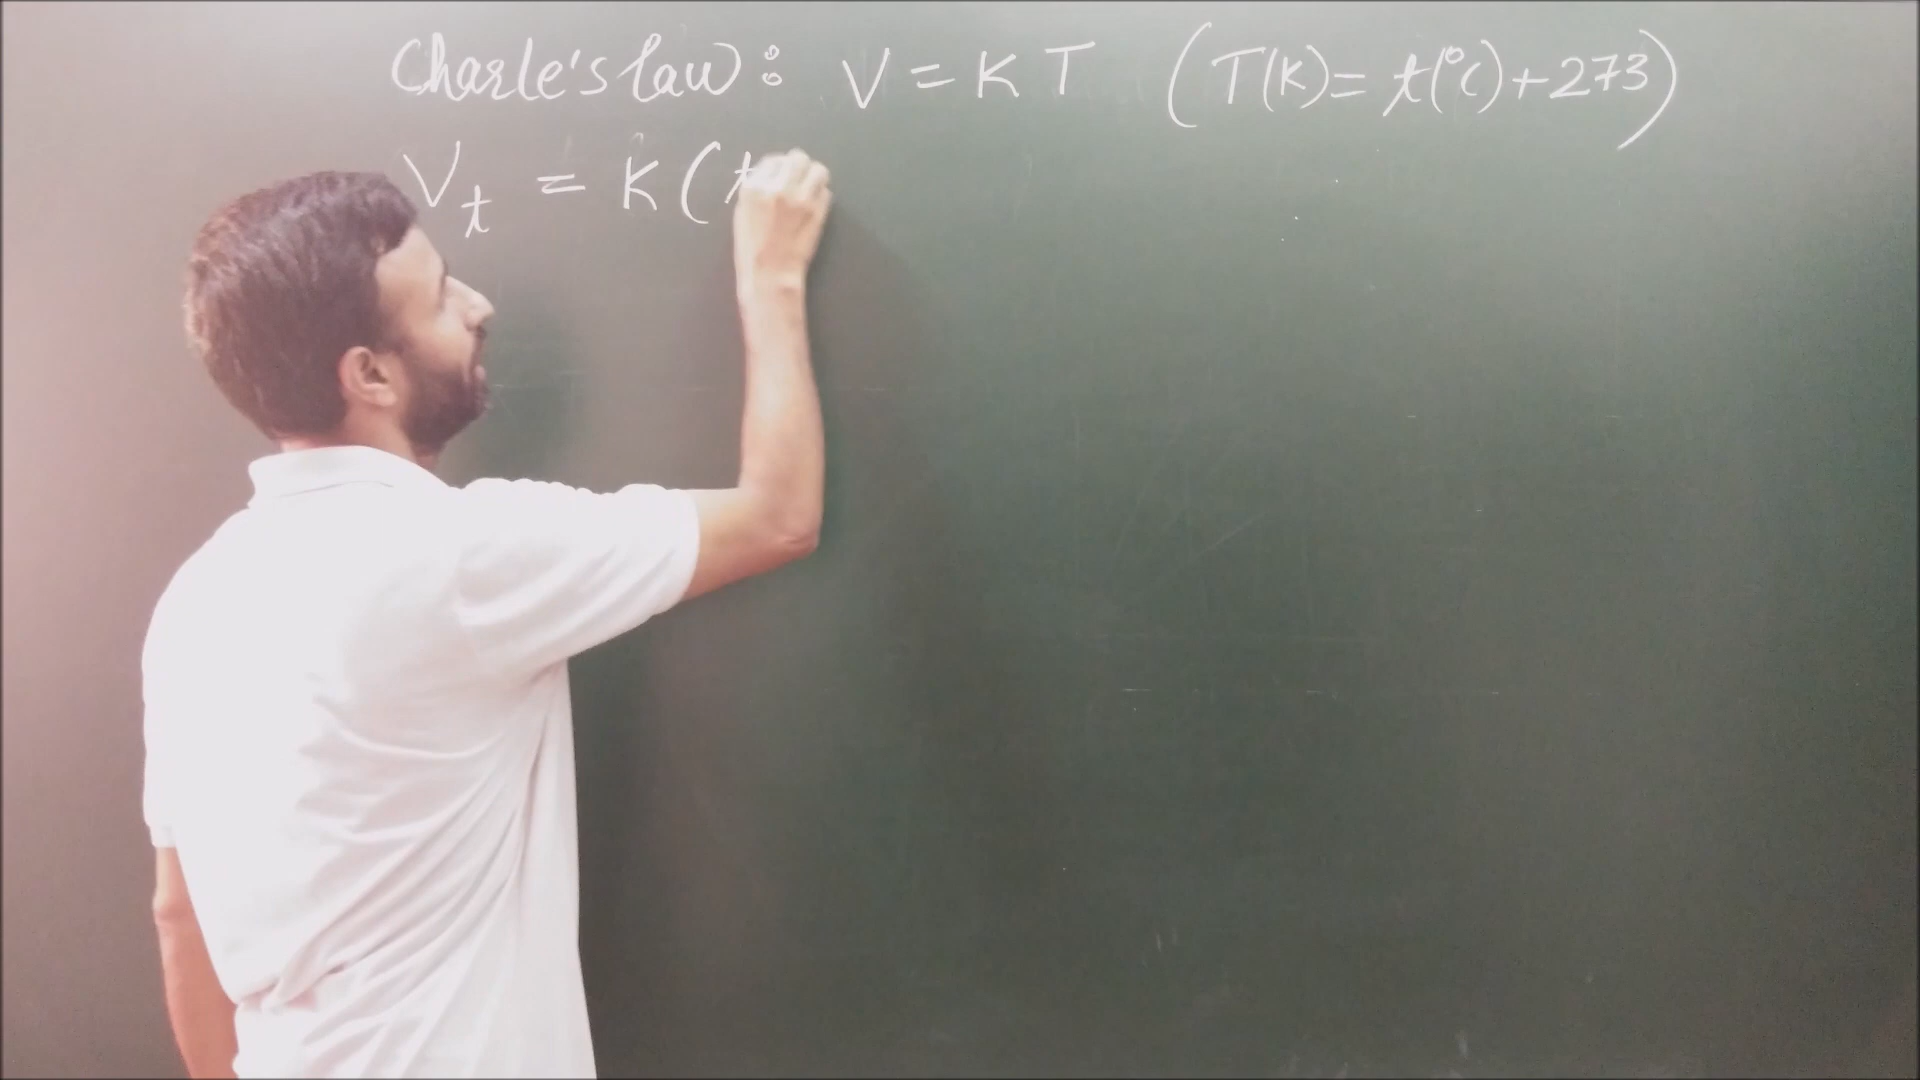 Charle's law: V = K T (T(K)= t(°C)+273)
V_t = K (t